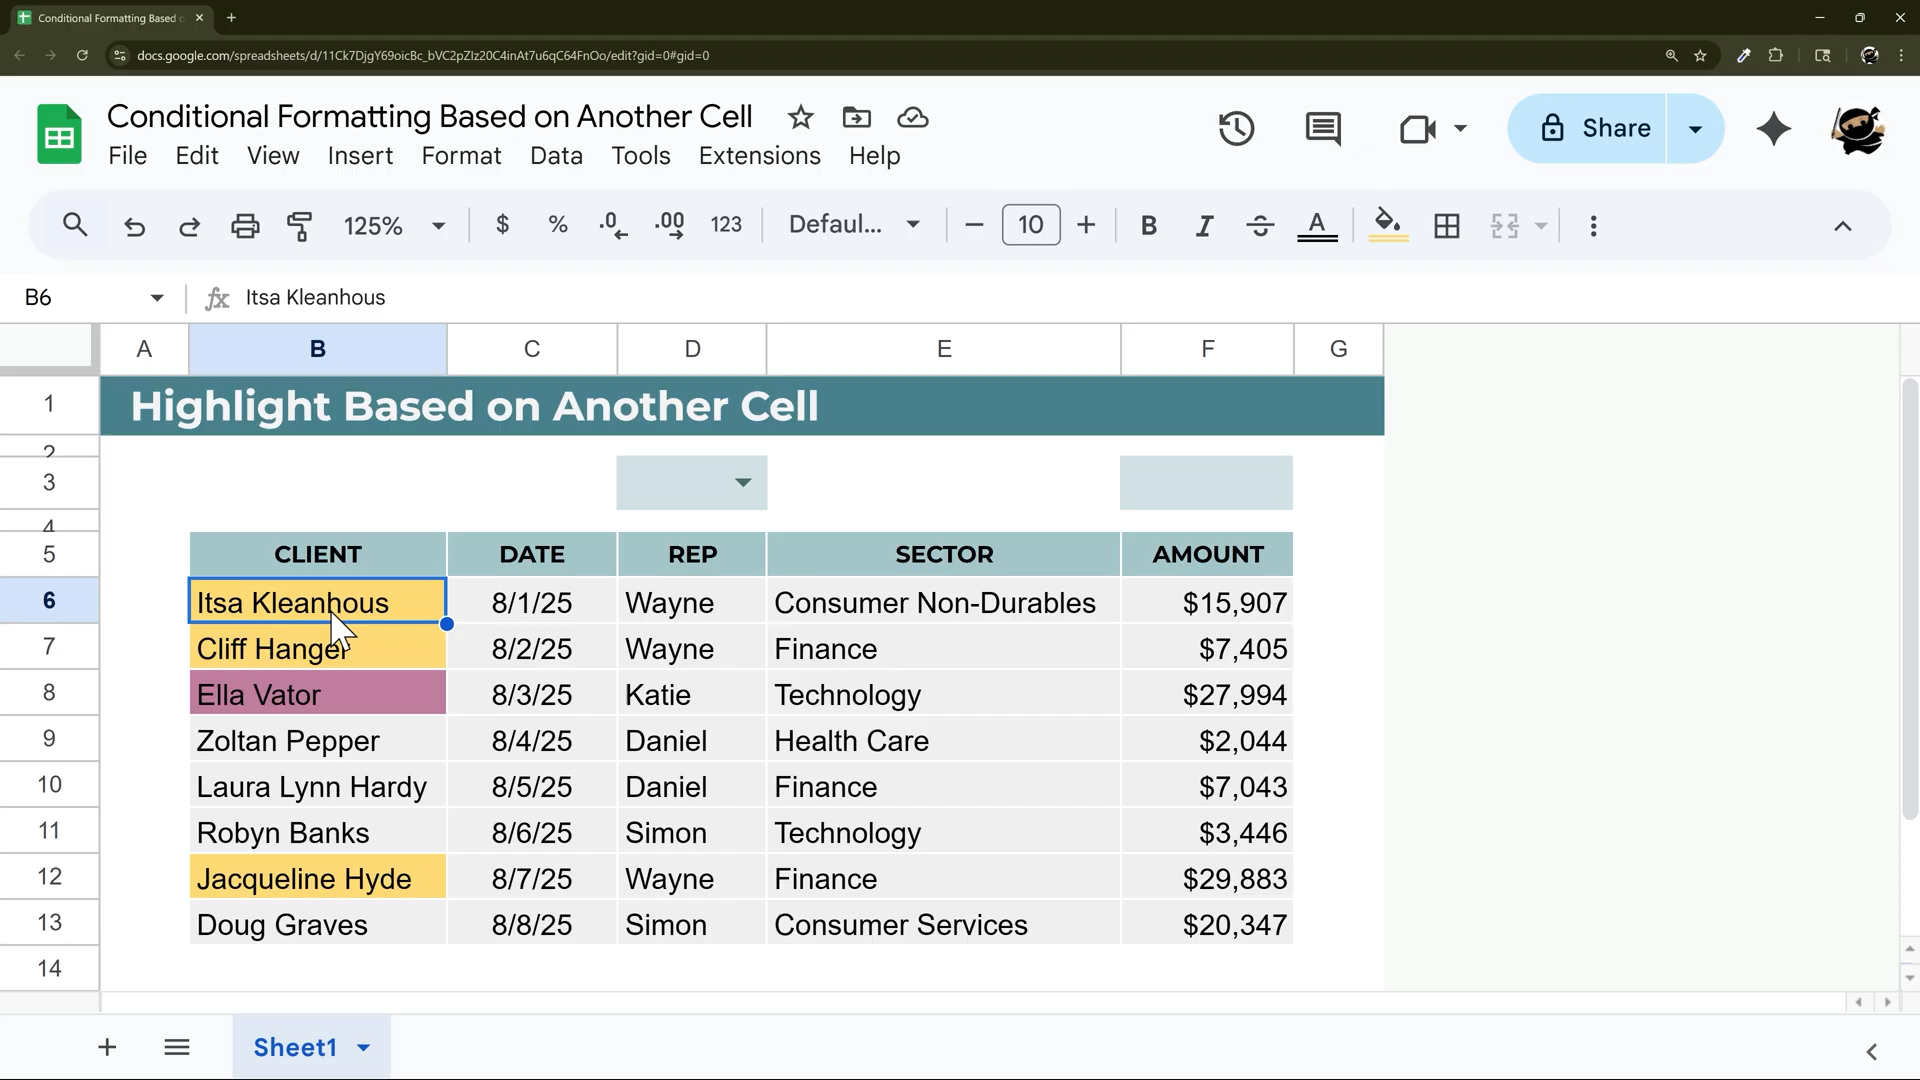 Conditional Formatting Based o
docs.google.com/spreadsheets/d/11Ck7DjgY69oicBc_bVC2pZIz20C4inAt7u6qC64FnOo/edit?gid=0#gid=0
Conditional Formatting Based on Another Cell
File Edit View Insert Format Data Tools Extensions Help
Share
125% $ % .0 .00 123 Defaul... 10 B I S A
B6 fx Itsa Kleanhous
A B C D E F G
1 Highlight Based on Another Cell
2
3
4
5 CLIENT DATE REP SECTOR AMOUNT
6 Itsa Kleanhous 8/1/25 Wayne Consumer Non-Durables $15,907
7 Cliff Hanger 8/2/25 Wayne Finance $7,405
8 Ella Vator 8/3/25 Katie Technology $27,994
9 Zoltan Pepper 8/4/25 Daniel Health Care $2,044
10 Laura Lynn Hardy 8/5/25 Daniel Finance $7,043
11 Robyn Banks 8/6/25 Simon Technology $3,446
12 Jacqueline Hyde 8/7/25 Wayne Finance $29,883
13 Doug Graves 8/8/25 Simon Consumer Services $20,347
14
Sheet1